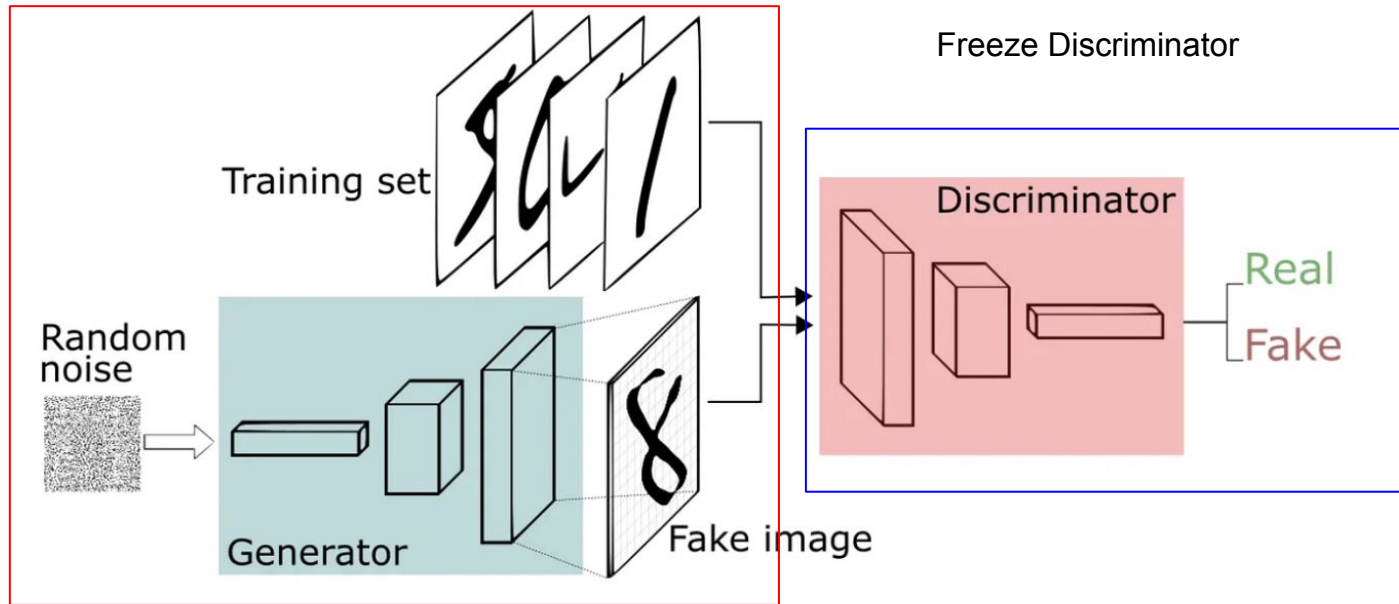 Freeze Discriminator
Training set
Discriminator
Real
Fake
Random
noise
Generator
Fake image